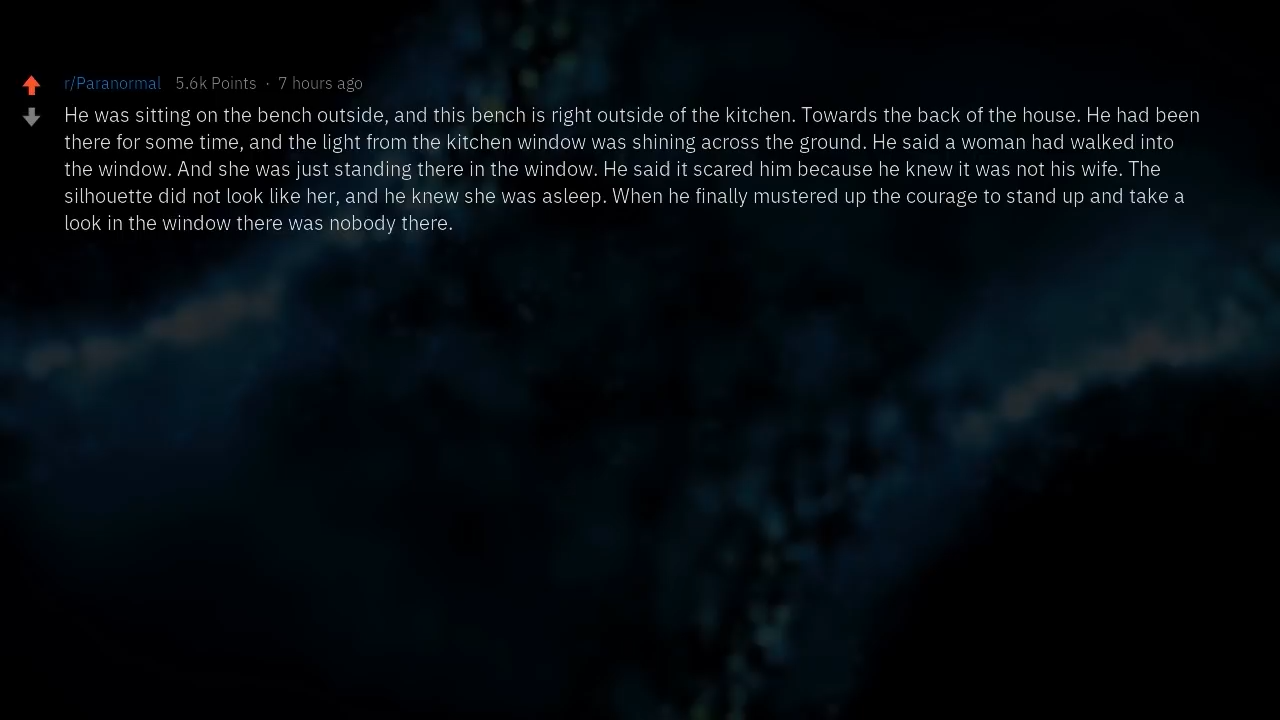 r/Paranormal 5.6k Points · 7 hours ago
He was sitting on the bench outside, and this bench is right outside of the kitchen. Towards the back of the house. He had been
there for some time, and the light from the kitchen window was shining across the ground. He said a woman had walked into
the window. And she was just standing there in the window. He said it scared him because he knew it was not his wife. The
silhouette did not look like her, and he knew she was asleep. When he finally mustered up the courage to stand up and take a
look in the window there was nobody there.